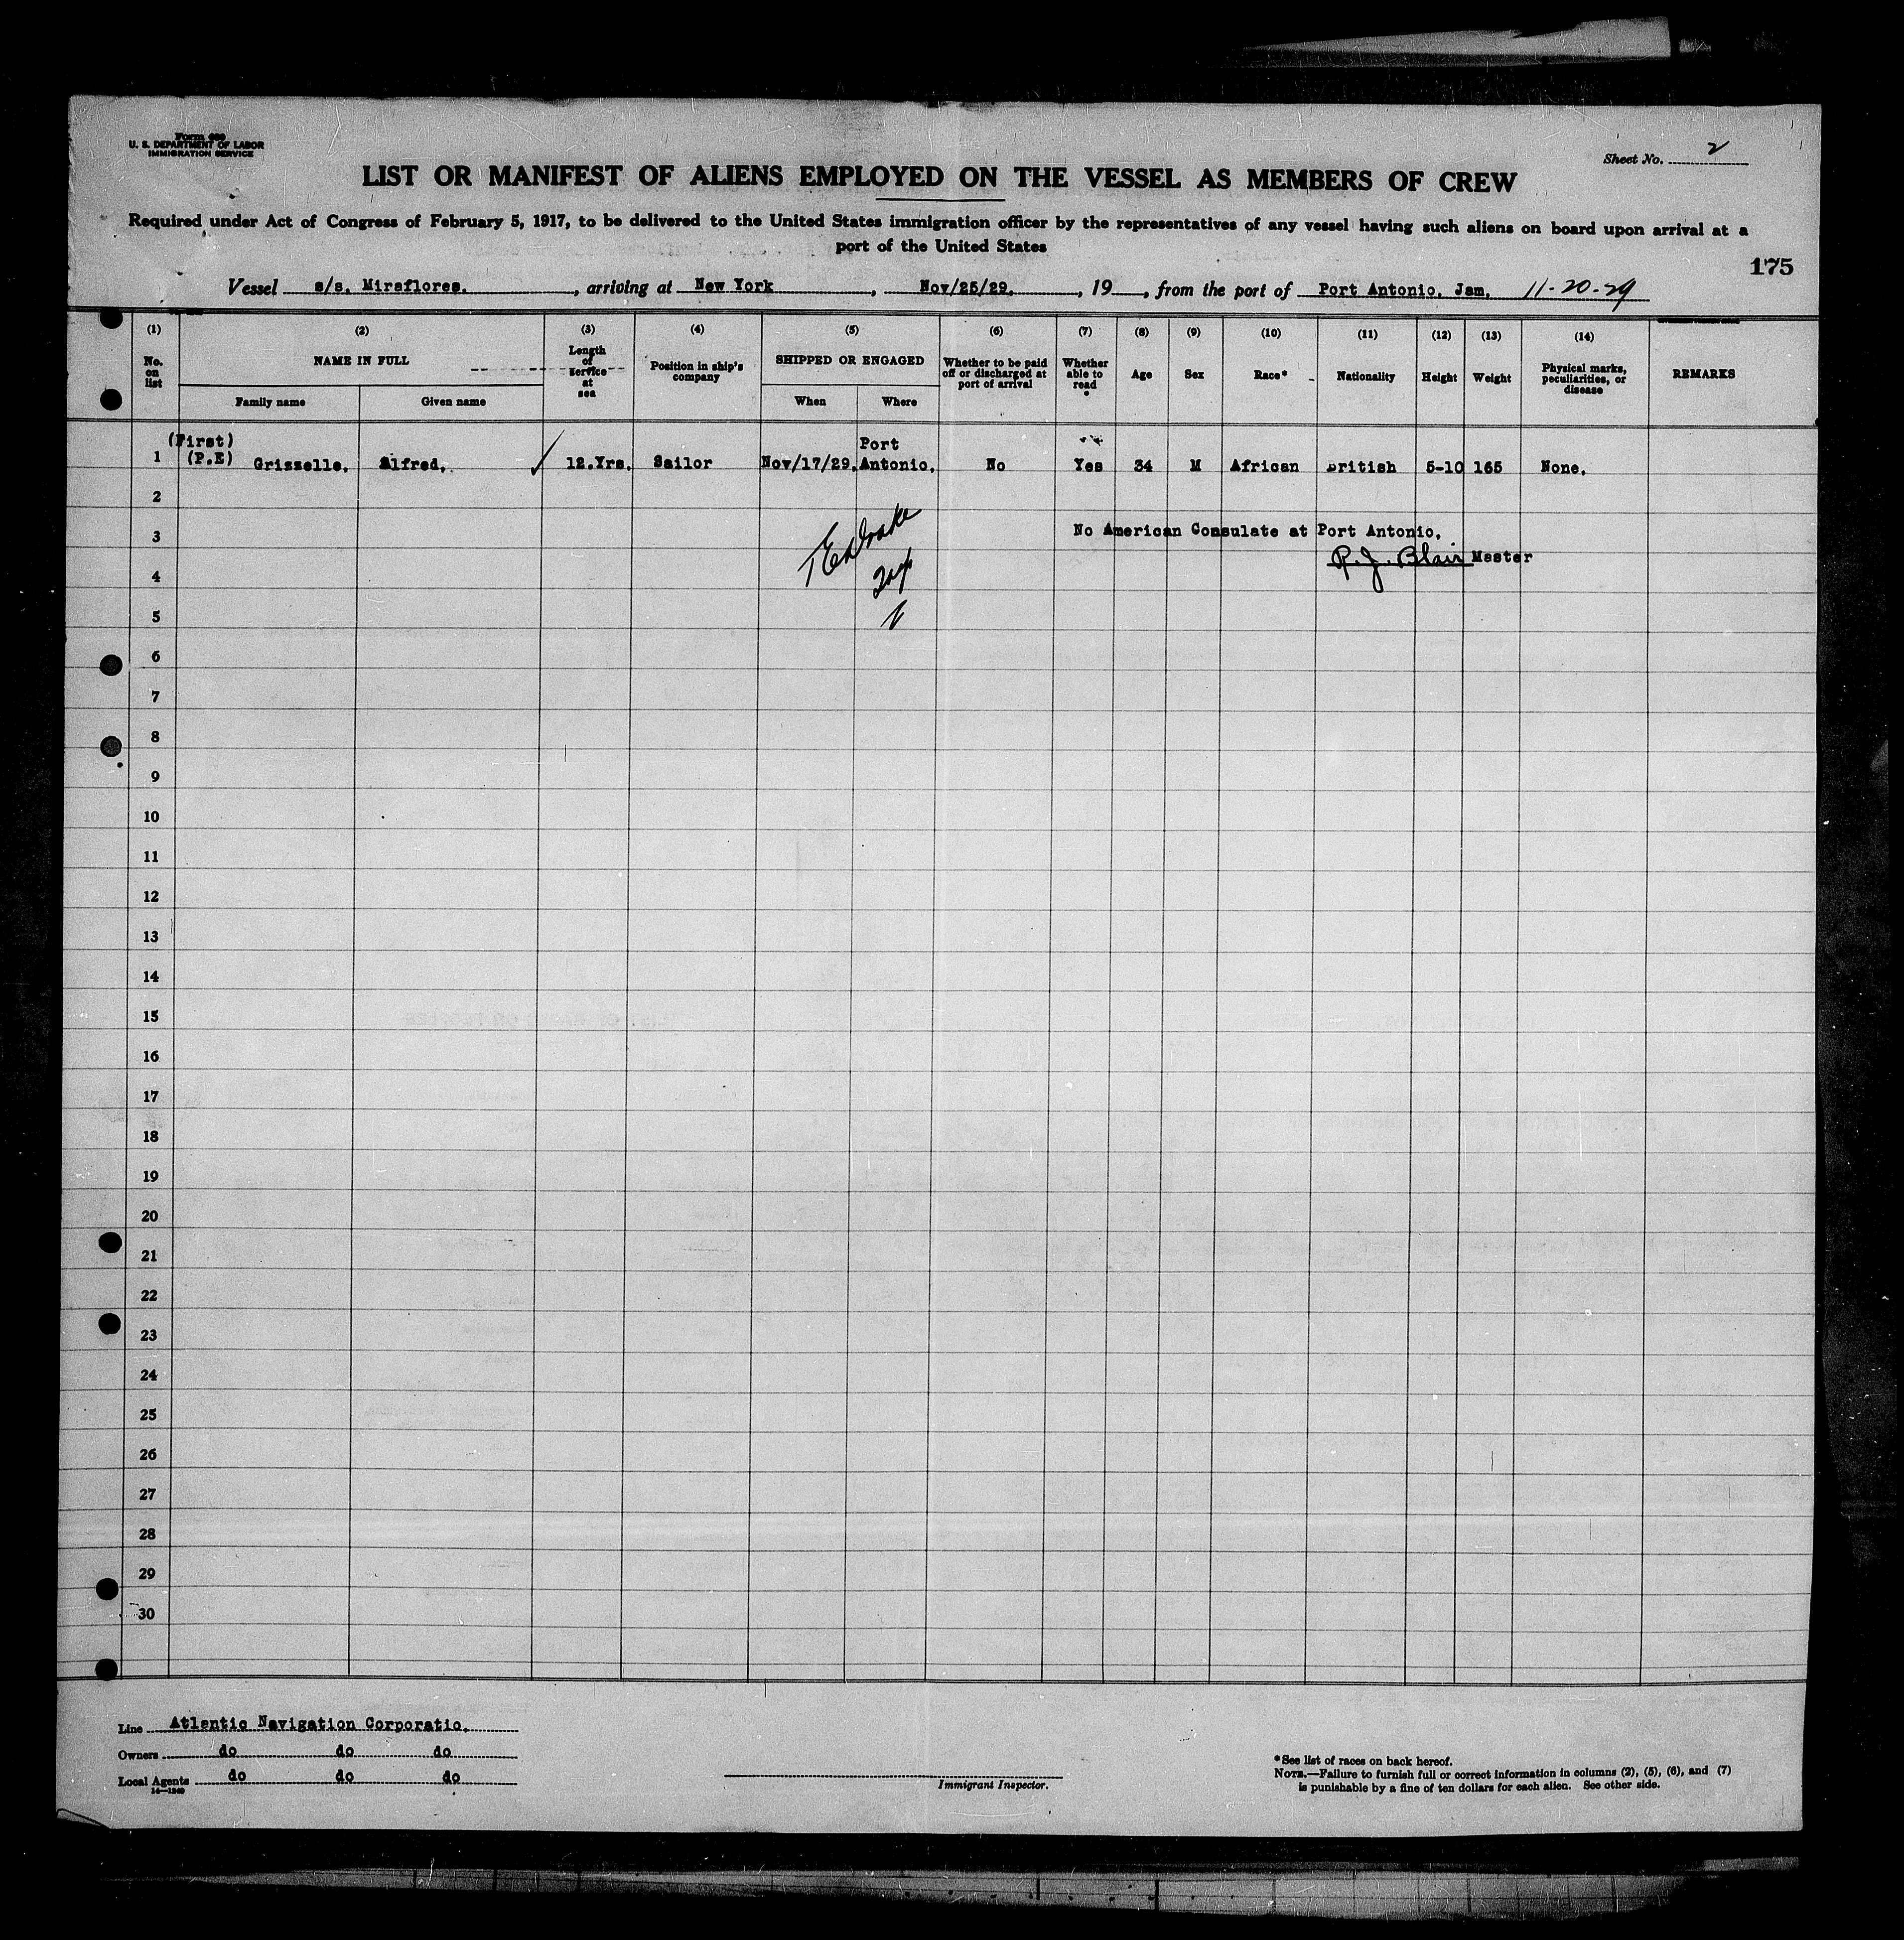 Form 680
U. S. DEPARTMENT OF LABOR
IMMIGRATION SERVICE
Sheet No. 2
LIST OR MANIFEST OF ALIENS EMPLOYED ON THE VESSEL AS MEMBERS OF CREW
Required under Act of Congress of February 5, 1917, to be delivered to the United States immigration officer by the representatives of any vessel having such aliens on board upon arrival at a
port of the United States
175
Vessel s/s. Miraflores. , arriving at New York , Nov/25/29. , 19 , from the port of Port Antonio, Jam. 11-20-29
(1) (2) (3) (4) (5) (6) (7) (8) (9) (10) (11) (12) (13) (14)
No. on list NAME IN FULL Length of service at sea Position in ship's company SHIPPED OR ENGAGED Whether to be paid off or discharged at port of arrival Whether able to read Age Sex Race* Nationality Height Weight Physical marks, peculiarities, or disease REMARKS
Family name Given name When Where
(First) Port
1 (P.E) Grizzelle, Alfred, ✓ 12.Yrs. Sailor Nov/17/29. Antonio. No Yes 34 M African British 5-10 165 None.
2
3 No American Consulate at Port Antonio.
R. J. Blair Master
4
5
6
7
8
9
10
11
12
13
14
15
16
17
18
19
20
21
22
23
24
25
26
27
28
29
30
Line Atlantic Navigation Corporatio.
Owners do do do
Local Agents do do do
14—1240
Immigrant Inspector.
*See list of races on back hereof.
NOTE.—Failure to furnish full or correct information in columns (2), (5), (6), and (7)
is punishable by a fine of ten dollars for each alien. See other side.